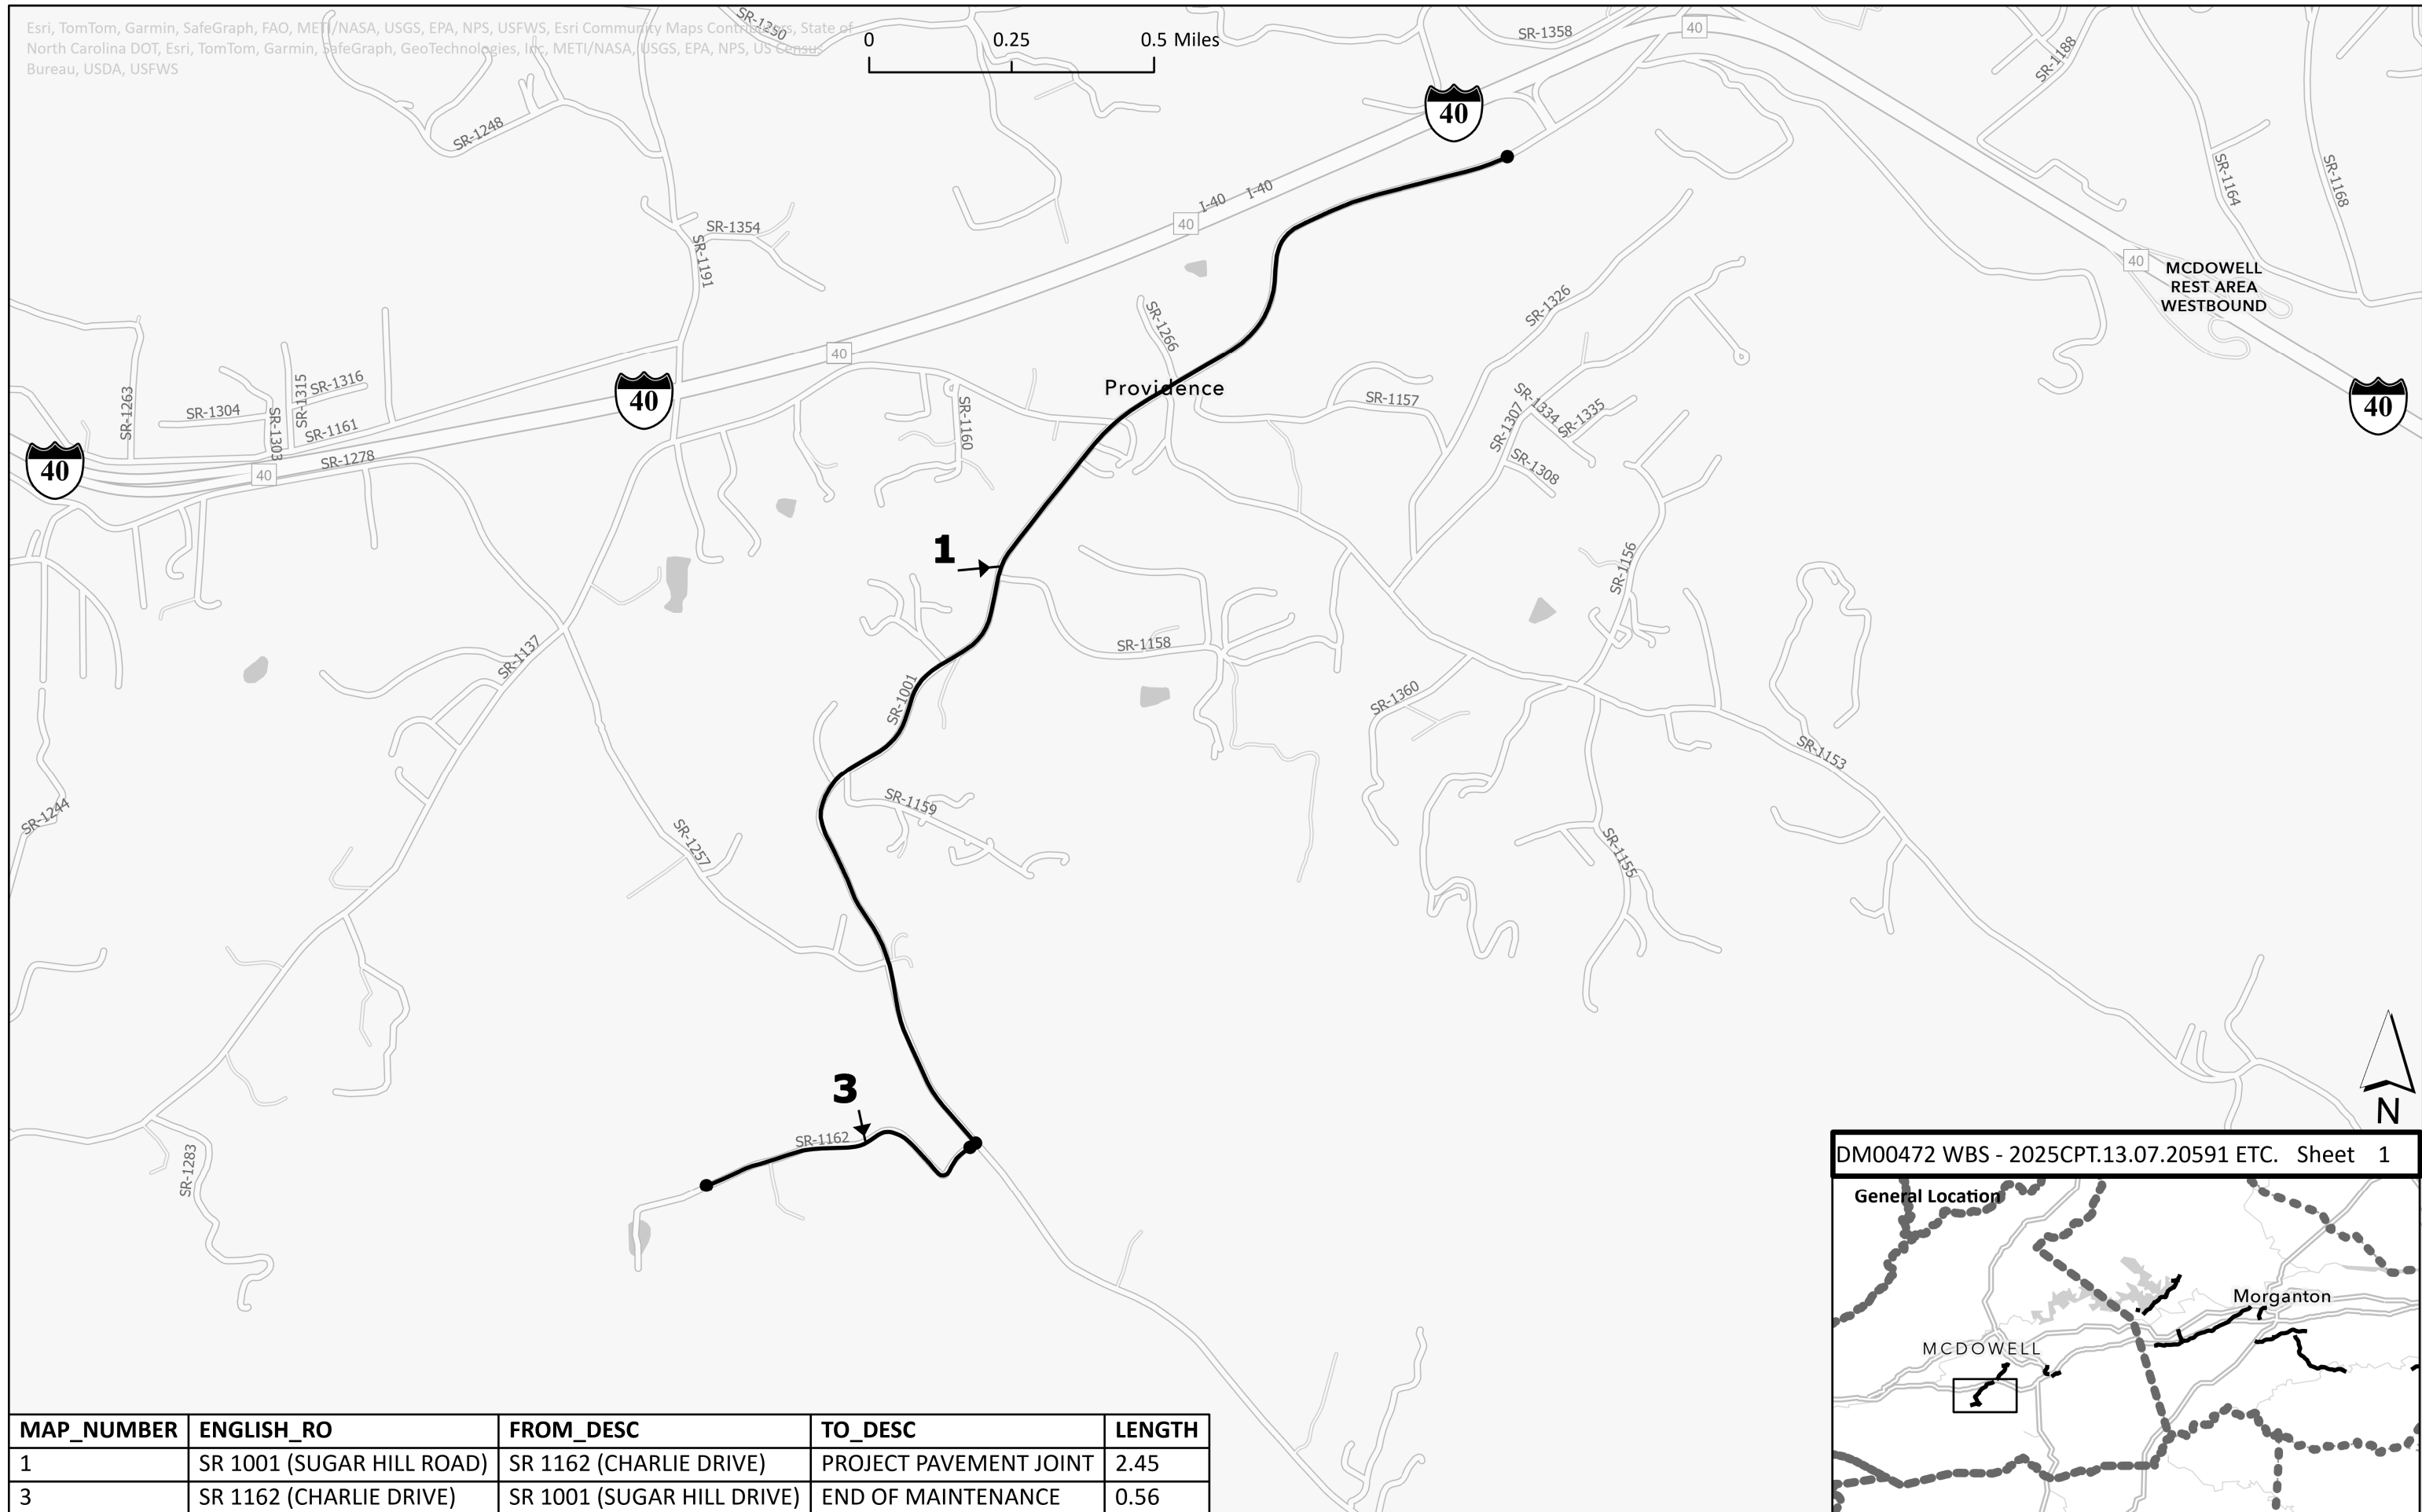 Esri, TomTom, Garmin, SafeGraph, FAO, METI/NASA, USGS, EPA, NPS, USFWS, Esri Community Maps Contributors, State of
North Carolina DOT, Esri, TomTom, Garmin, SafeGraph, GeoTechnologies, Inc, METI/NASA, USGS, EPA, NPS, US Census
Bureau, USDA, USFWS
SR-1250
0 0.25 0.5 Miles
SR-1358
40
SR-1188
40
SR-1248
SR-1164
SR-1168
I-40 I-40
40
SR-1354
SR-1191
40
MCDOWELL
REST AREA
WESTBOUND
SR-1326
SR-1266
40
SR-1263
SR-1316
SR-1315
SR-1304
SR-1303
SR-1161
40
Providence
SR-1160
SR-1157
SR-1334
SR-1335
SR-1307
SR-1308
40
40
SR-1278
40
1
SR-1156
SR-1137
SR-1158
SR-1001
SR-1360
SR-1153
SR-1244
SR-1159
SR-1257
SR-1155
3
SR-1162
SR-1283
N
DM00472 WBS - 2025CPT.13.07.20591 ETC. Sheet 1
General Location
Morganton
MCDOWELL
MAP_NUMBER ENGLISH_RO FROM_DESC TO_DESC LENGTH
1 SR 1001 (SUGAR HILL ROAD) SR 1162 (CHARLIE DRIVE) PROJECT PAVEMENT JOINT 2.45
3 SR 1162 (CHARLIE DRIVE) SR 1001 (SUGAR HILL DRIVE) END OF MAINTENANCE 0.56